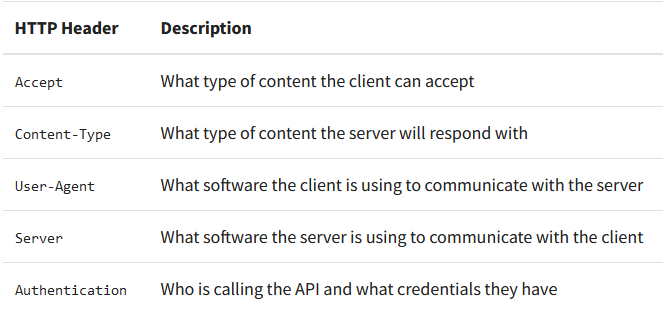 HTTP Header Description
Accept What type of content the client can accept
Content-Type What type of content the server will respond with
User-Agent What software the client is using to communicate with the server
Server What software the server is using to communicate with the client
Authentication Who is calling the API and what credentials they have